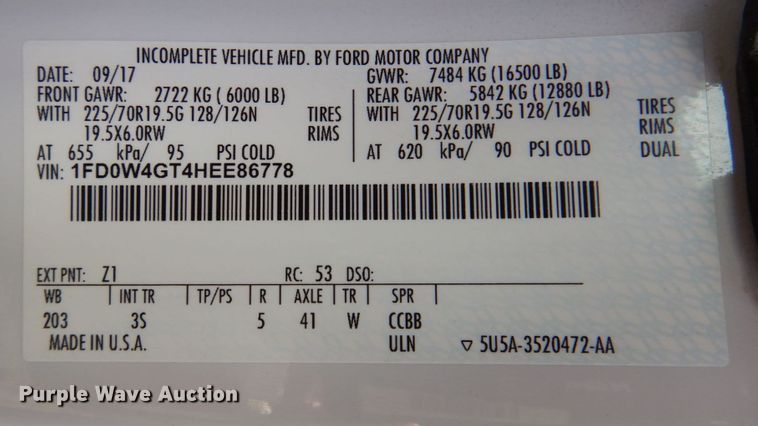 INCOMPLETE VEHICLE MFD. BY FORD MOTOR COMPANY
DATE: 09/17 GVWR: 7484 KG (16500 LB)
FRONT GAWR: 2722 KG ( 6000 LB) REAR GAWR: 5842 KG (12880 LB)
WITH 225/70R19.5G 128/126N TIRES WITH 225/70R19.5G 128/126N TIRES
19.5X6.0RW RIMS 19.5X6.0RW RIMS
AT 655 kPa/ 95 PSI COLD AT 620 kPa/ 90 PSI COLD DUAL
VIN: 1FD0W4GT4HEE86778
EXT PNT: Z1 RC: 53 DSO:
WB INT TR TP/PS R AXLE TR SPR
203 3S 5 41 W CCBB
MADE IN U.S.A. ULN ▽ 5U5A-3520472-AA
Purple Wave Auction